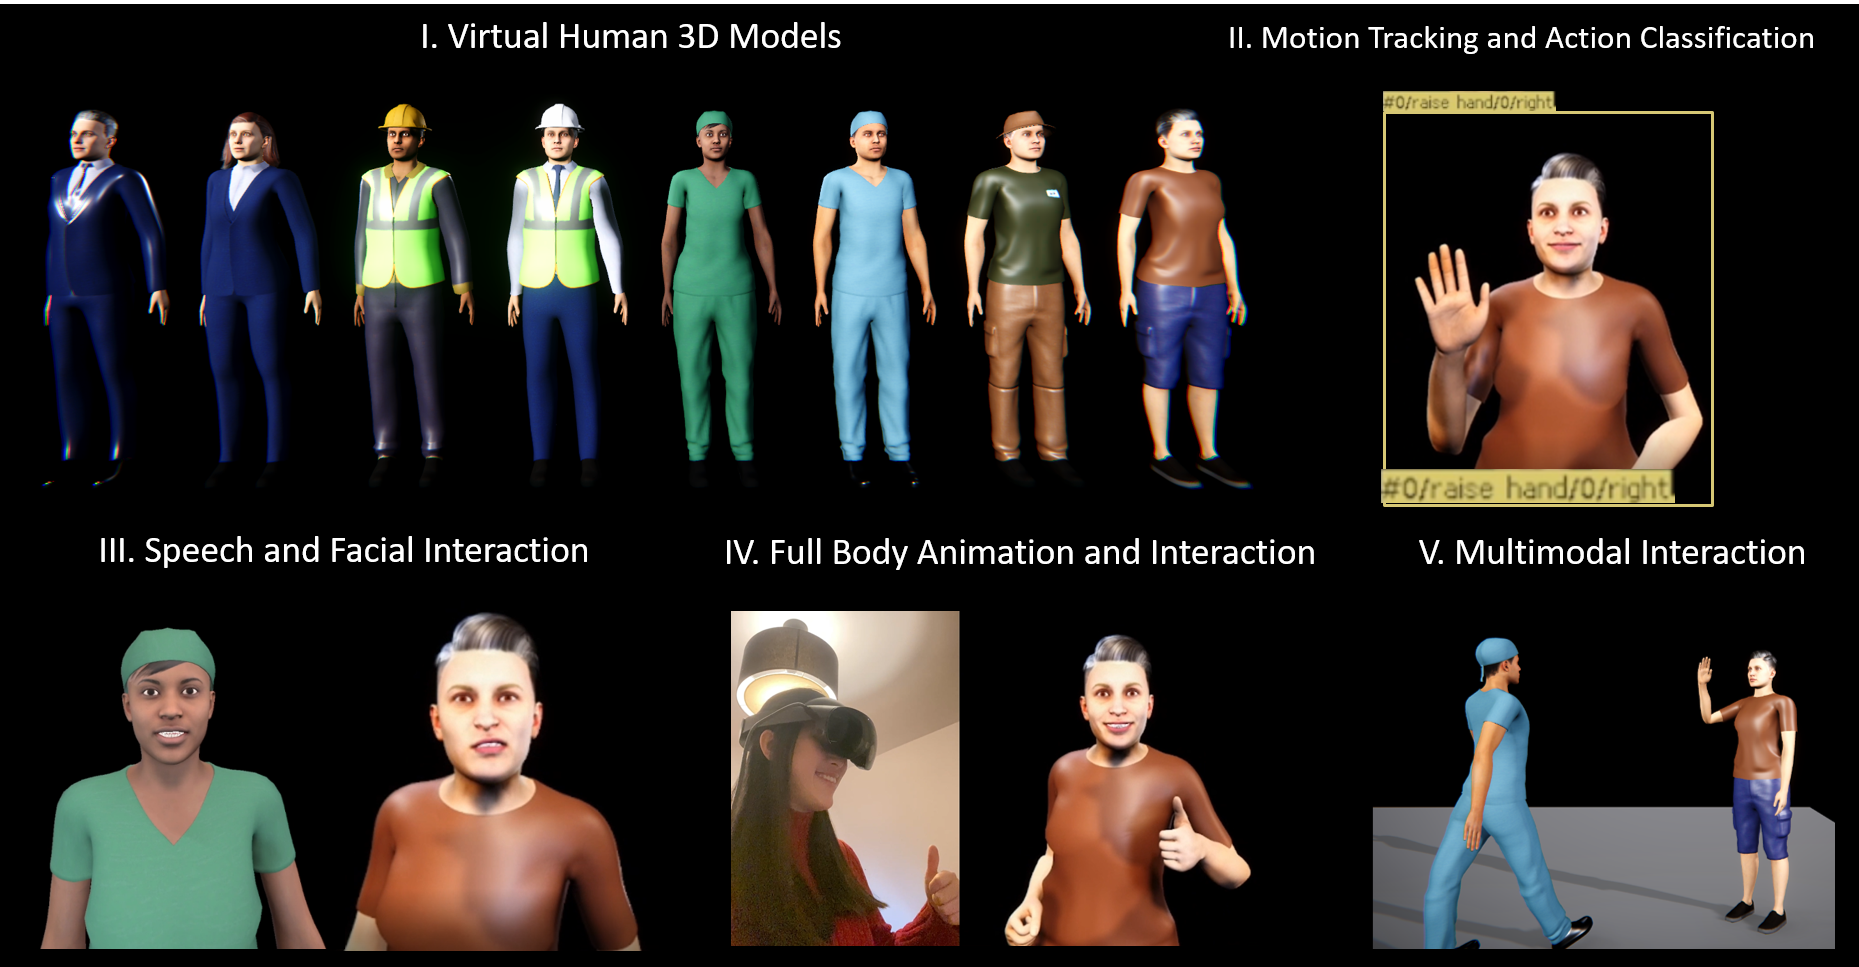 I. Virtual Human 3D Models
II. Motion Tracking and Action Classification
#0/raise hand/0/right
#0/raise hand/0/right
III. Speech and Facial Interaction
IV. Full Body Animation and Interaction
V. Multimodal Interaction